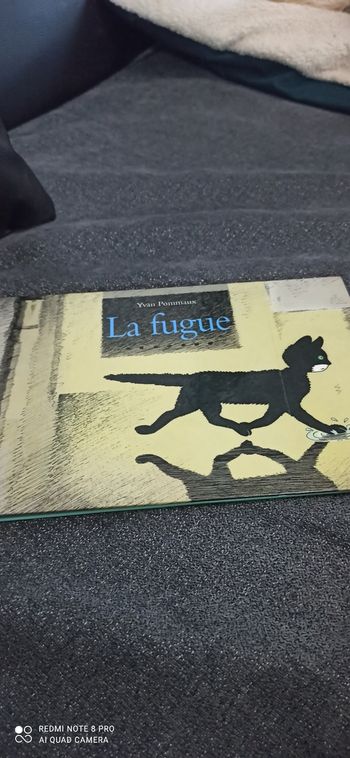 Yvan Pommaux
La fugue
REDMI NOTE 8 PRO
AI QUAD CAMERA